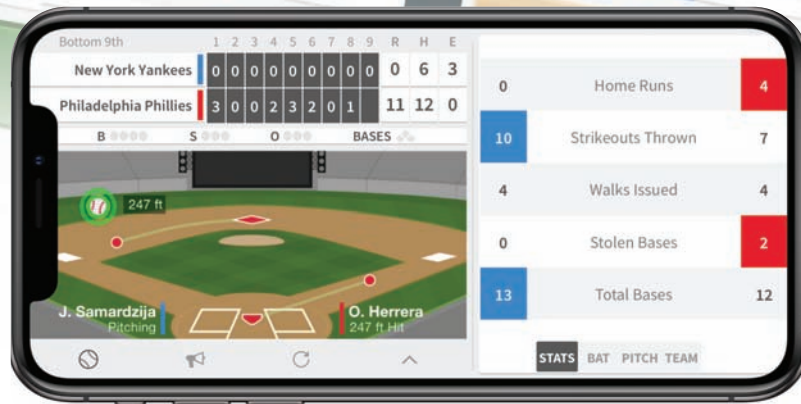 Bottom 9th 1 2 3 4 5 6 7 8 9 R H E
New York Yankees 0 0 0 0 0 0 0 0 0 0 6 3
Philadelphia Phillies 3 0 0 2 3 2 0 1 11 12 0
B S O BASES
247 ft
J. Samardzija
Pitching
O. Herrera
247 ft Hit
0 Home Runs 4
10 Strikeouts Thrown 7
4 Walks Issued 4
0 Stolen Bases 2
13 Total Bases 12
STATS BAT PITCH TEAM